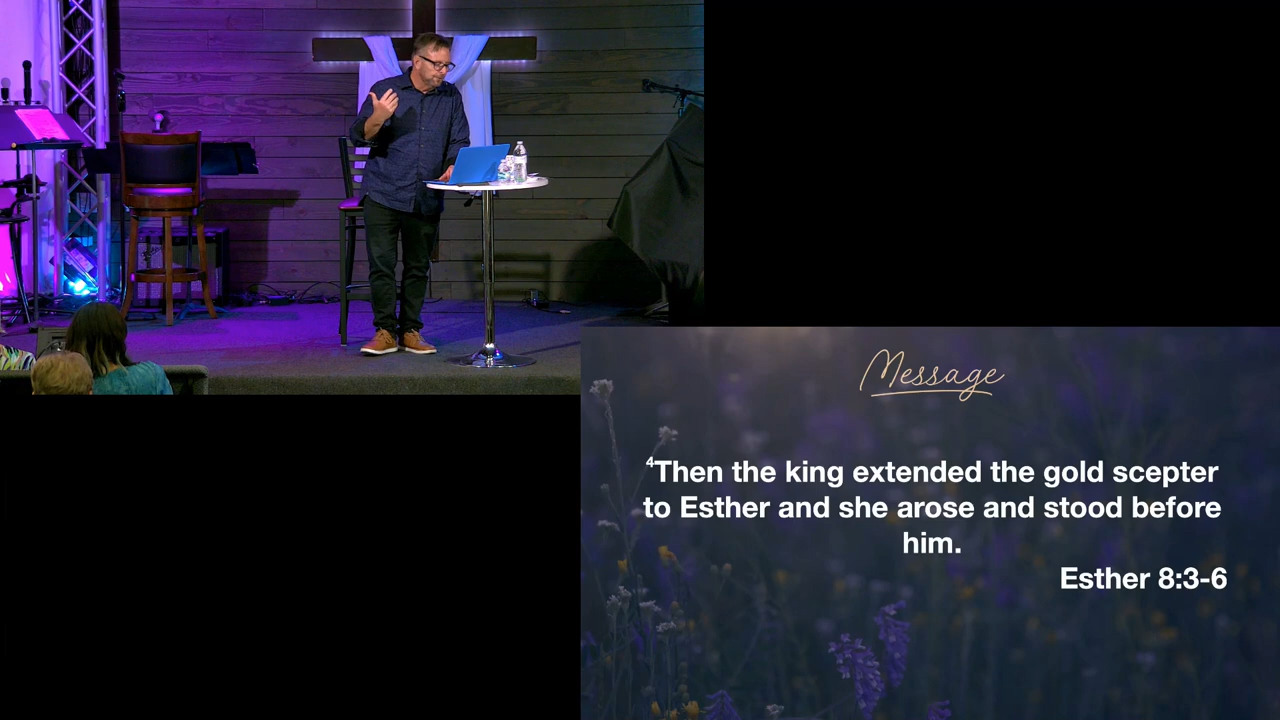 Message
⁴Then the king extended the gold scepter
to Esther and she arose and stood before
him.
Esther 8:3-6